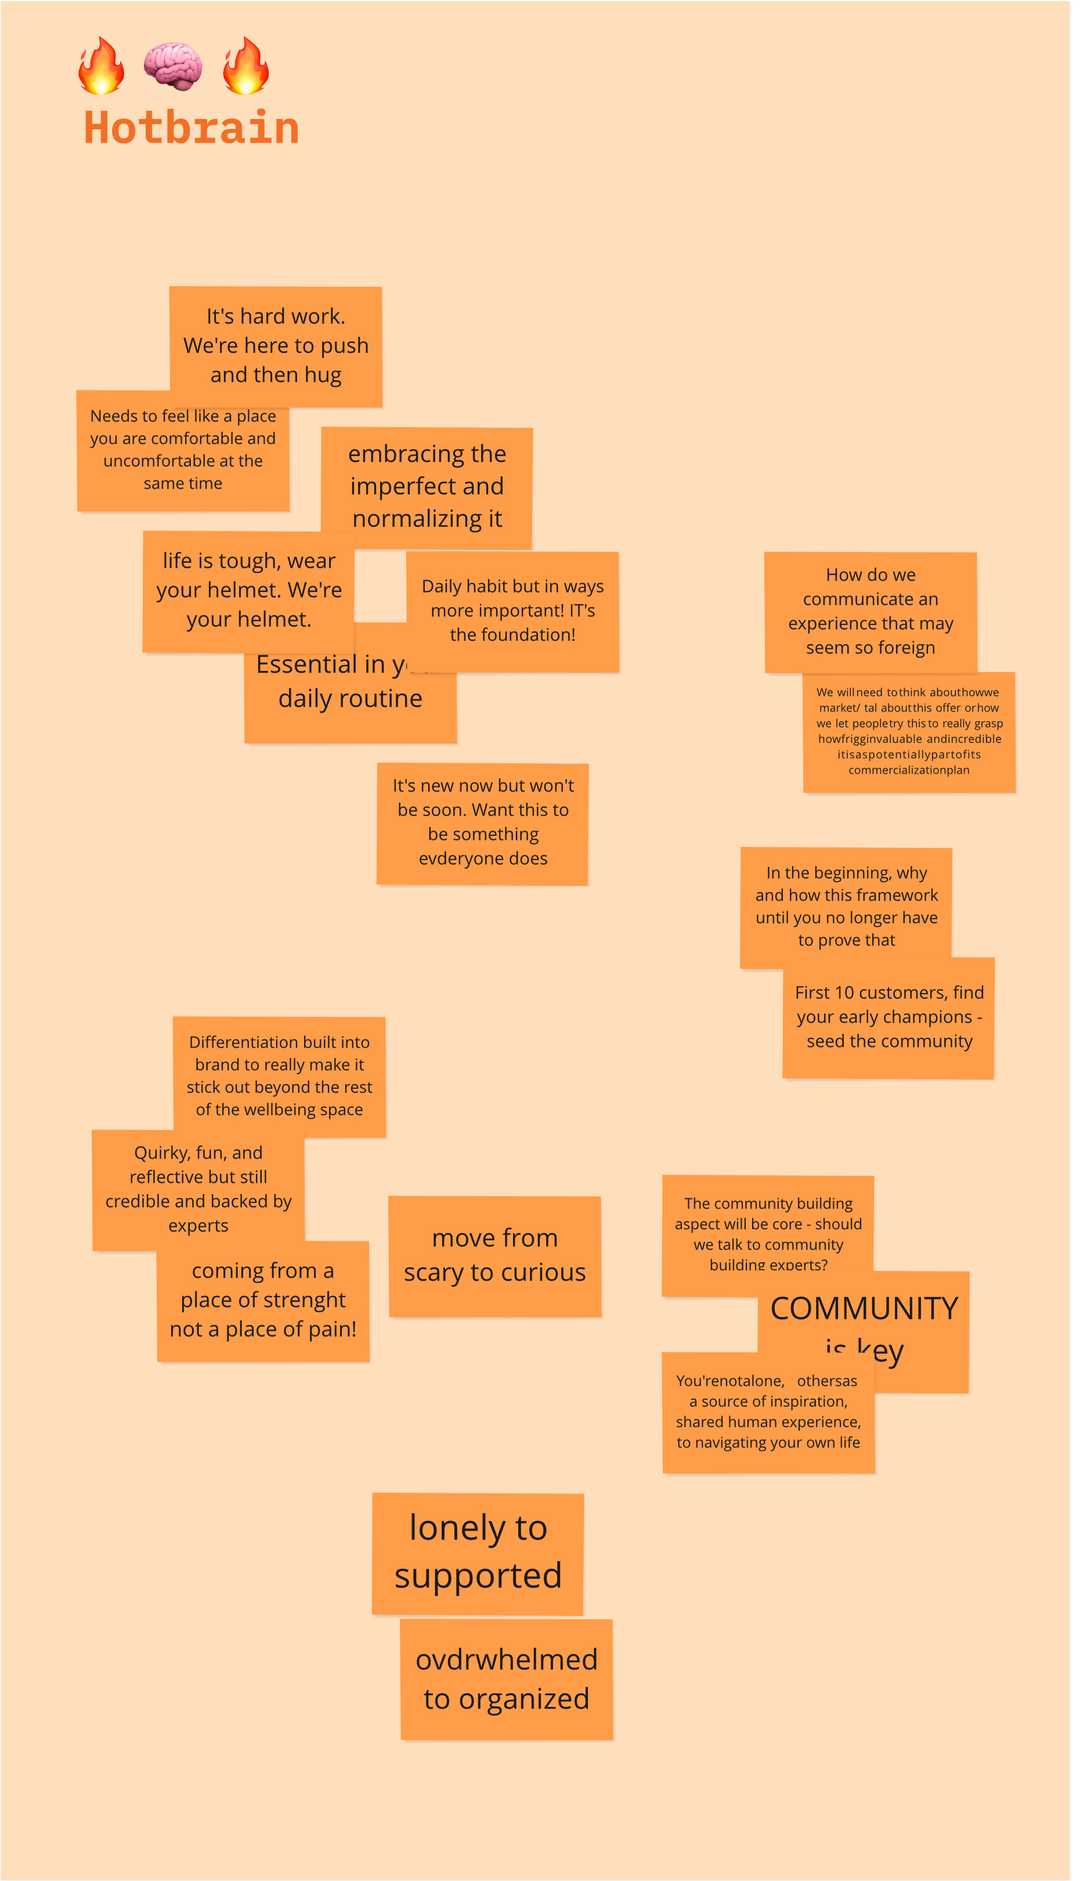 Hotbrain
It's hard work.
We're here to push
and then hug
Needs to feel like a place
you are comfortable and
uncomfortable at the
same time
embracing the
imperfect and
normalizing it
life is tough, wear
your helmet. We're
your helmet.
Daily habit but in ways
more important! IT's
the foundation!
Essential in
daily routine
It's new now but won't
be soon. Want this to
be something
evderyone does
How do we
communicate an
experience that may
seem so foreign
We willneed tothink abouthowwe
market/ tal aboutthis offer orhow
we let peopletry thisto really grasp
howfrigginvaluable andincredible
itisaspotentiallypartofits
commercializationplan
In the beginning, why
and how this framework
until you no longer have
to prove that
First 10 customers, find
your early champions -
seed the community
Differentiation built into
brand to really make it
stick out beyond the rest
of the wellbeing space
Quirky, fun, and
reflective but still
credible and backed by
experts
coming from a
place of strenght
not a place of pain!
move from
scary to curious
The community building
aspect will be core - should
we talk to community
building experts?
COMMUNITY
is key
You'renotalone, othersas
a source of inspiration,
shared human experience,
to navigating your own life
lonely to
supported
ovdrwhelmed
to organized